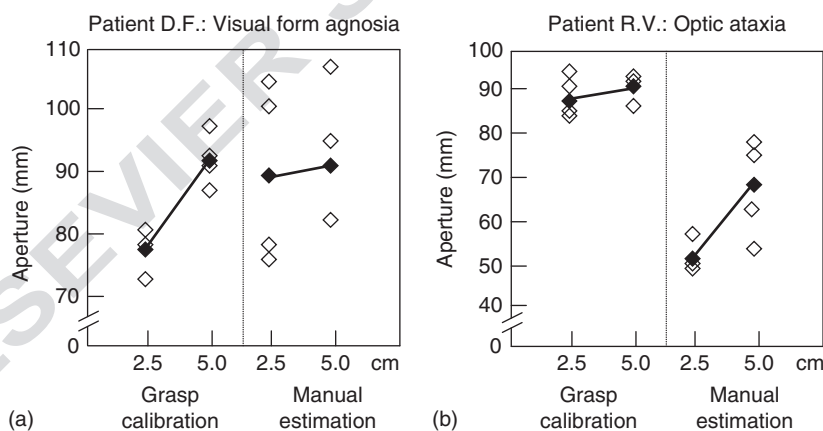 Patient D.F.: Visual form agnosia
110
100
90
80
70
0
Aperture (mm)
2.5 5.0 2.5 5.0 cm
Grasp calibration
Manual estimation
(a)
Patient R.V.: Optic ataxia
100
90
80
70
60
50
40
0
Aperture (mm)
2.5 5.0 2.5 5.0 cm
Grasp calibration
Manual estimation
(b)
ELSEVIER PROOF